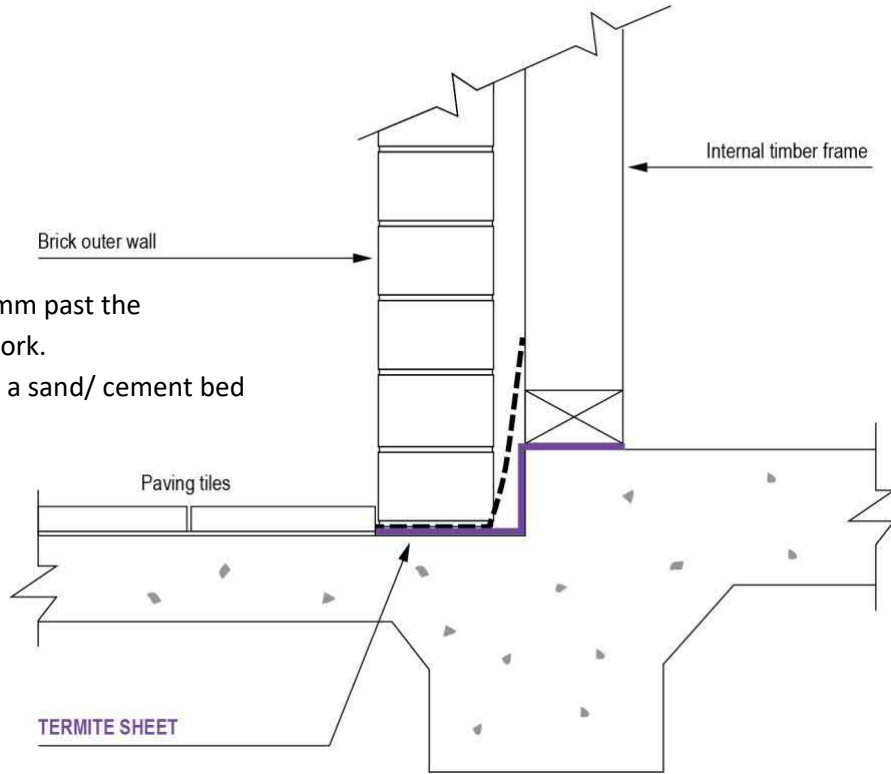 Internal timber frame
Brick outer wall
mm past the
ork.
a sand/ cement bed
Paving tiles
TERMITE SHEET